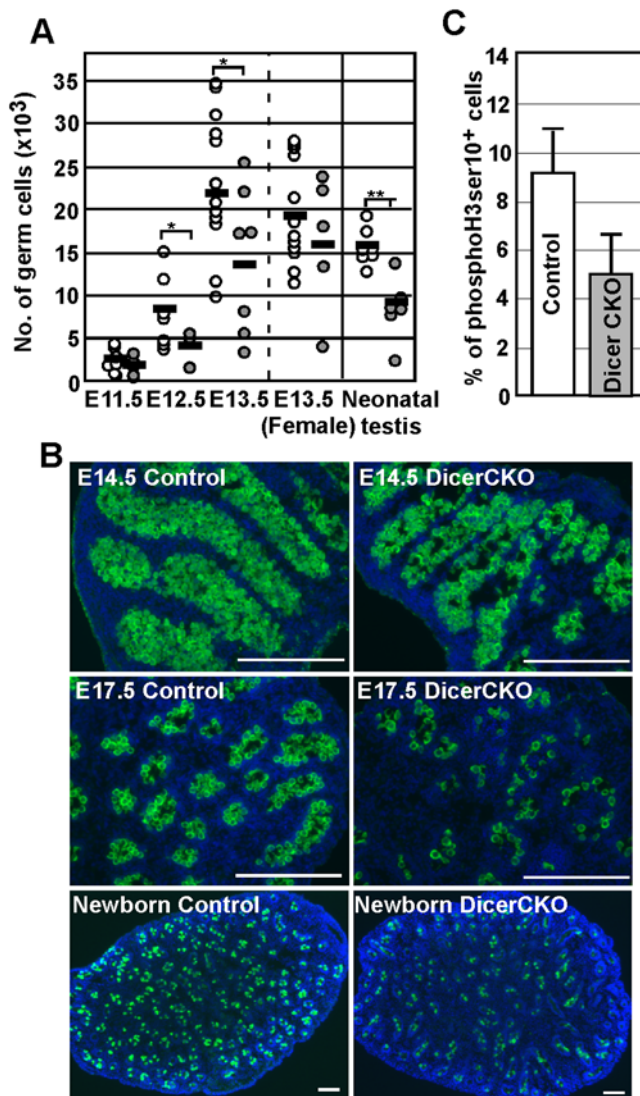 A
No. of germ cells (x10³)
35
30
25
20
15
10
5
0
*
*
**
E11.5 E12.5 E13.5 E13.5 Neonatal
(Female) testis
C
% of phosphoH3ser10⁺ cells
14
12
10
8
6
4
2
0
Control
Dicer CKO
B
E14.5 Control
E14.5 DicerCKO
E17.5 Control
E17.5 DicerCKO
Newborn Control
Newborn DicerCKO